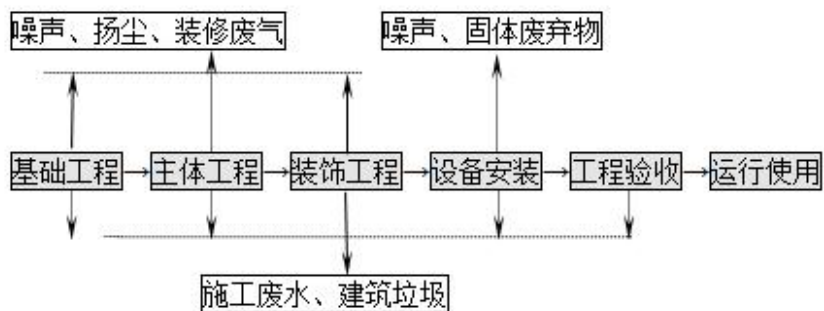 噪声、扬尘、装修废气
噪声、固体废弃物
基础工程
主体工程
装饰工程
设备安装
工程验收
运行使用
施工废水、建筑垃圾